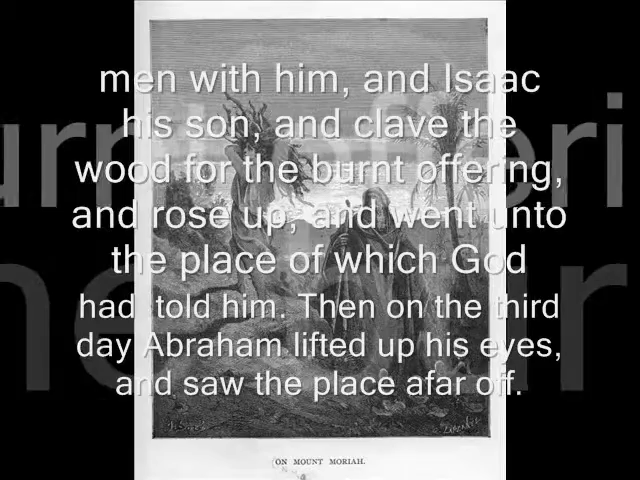 men with him, and Isaac
his son, and clave the
wood for the burnt offering,
and rose up, and went unto
the place of which God
had told him. Then on the third
day Abraham lifted up his eyes,
and saw the place afar off.
ON MOUNT MORIAH.